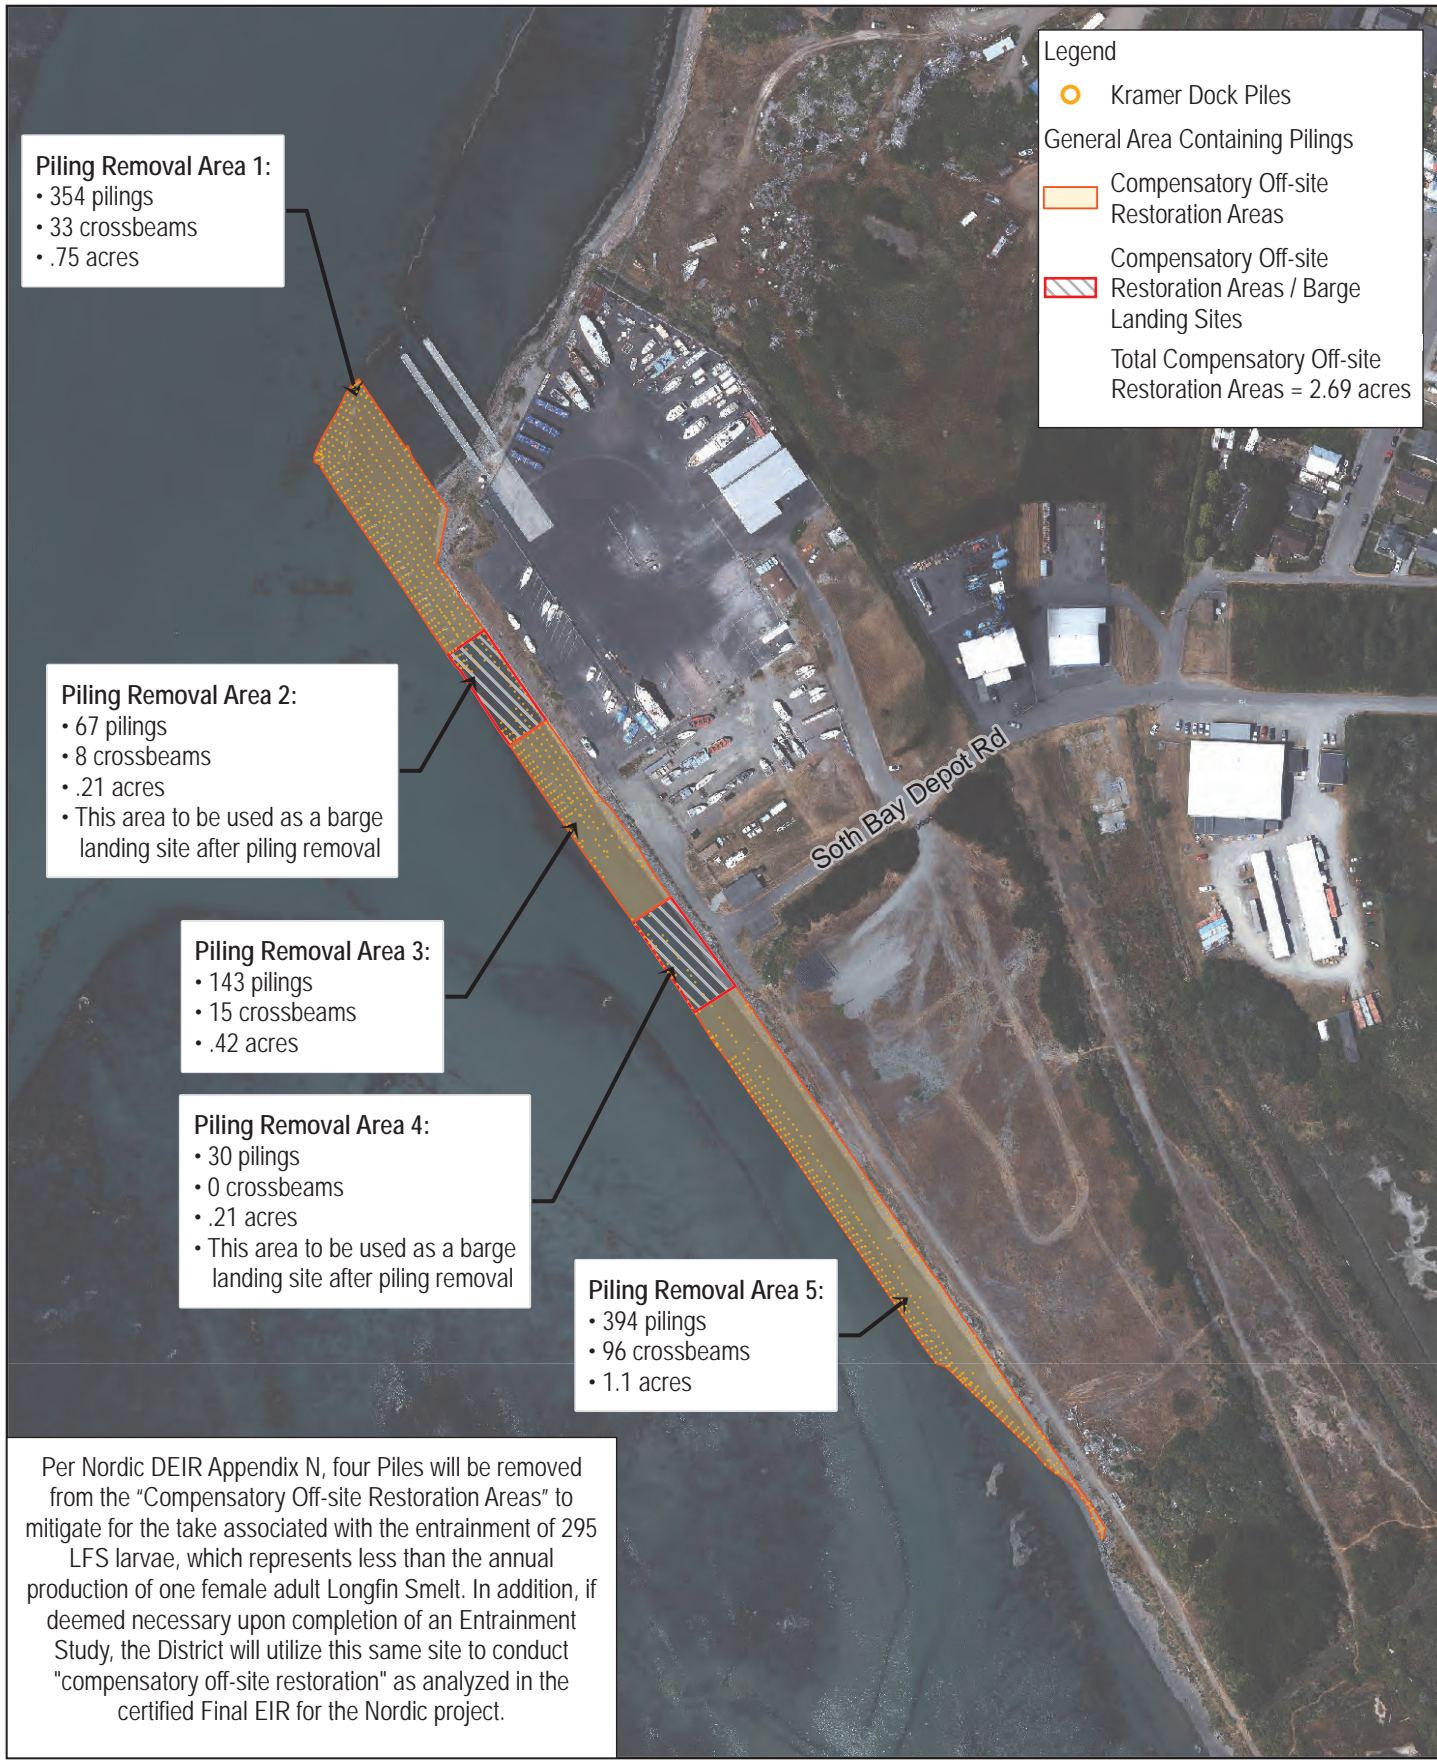 Legend
Kramer Dock Piles
General Area Containing Pilings
Compensatory Off-site
Restoration Areas
Compensatory Off-site
Restoration Areas / Barge
Landing Sites
Total Compensatory Off-site
Restoration Areas = 2.69 acres
Piling Removal Area 1:
• 354 pilings
• 33 crossbeams
• .75 acres
Piling Removal Area 2:
• 67 pilings
• 8 crossbeams
• .21 acres
• This area to be used as a barge
landing site after piling removal
Soth Bay Depot Rd
Piling Removal Area 3:
• 143 pilings
• 15 crossbeams
• .42 acres
Piling Removal Area 4:
• 30 pilings
• 0 crossbeams
• .21 acres
• This area to be used as a barge
landing site after piling removal
Piling Removal Area 5:
• 394 pilings
• 96 crossbeams
• 1.1 acres
Per Nordic DEIR Appendix N, four Piles will be removed
from the “Compensatory Off-site Restoration Areas” to
mitigate for the take associated with the entrainment of 295
LFS larvae, which represents less than the annual
production of one female adult Longfin Smelt. In addition, if
deemed necessary upon completion of an Entrainment
Study, the District will utilize this same site to conduct
"compensatory off-site restoration" as analyzed in the
certified Final EIR for the Nordic project.